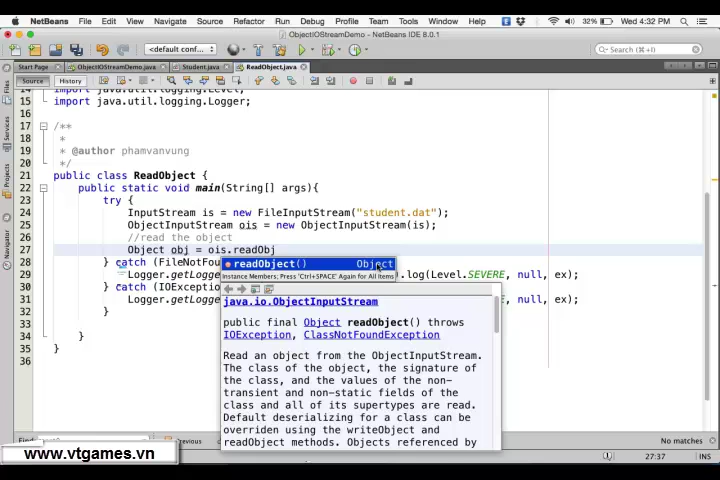 NetBeans File Edit View Navigate Source Refactor Run Debug Profile Team Tools Window Help 32% Wed 4:32 PM
ObjectIOStreamDemo - NetBeans IDE 8.0.1
<default conf... Search (⌘+I)
Start Page ObjectIOStreamDemo.java Student.java ReadObject.java
Source History
14 import java.util.logging.Level;
15 import java.util.logging.Logger;
16
17 /**
18 *
19 * @author phamvanvung
20 */
21 public class ReadObject {
22 public static void main(String[] args){
23 try {
24 InputStream is = new FileInputStream("student.dat");
25 ObjectInputStream ois = new ObjectInputStream(is);
26 //read the object
27 Object obj = ois.readObj
28 } catch (FileNotFou
readObject() Object
Instance Members; Press 'Ctrl+SPACE' Again for All Items
29 Logger.getLogge ).log(Level.SEVERE, null, ex);
30 } catch (IOException
31 Logger.getLogge E, null, ex);
32 }
33
34 }
35 }
36
java.io.ObjectInputStream
public final Object readObject() throws
IOException, ClassNotFoundException
Read an object from the ObjectInputStream.
The class of the object, the signature of
the class, and the values of the non-
transient and non-static fields of the
class and all of its supertypes are read.
Default deserializing for a class can be
overriden using the writeObject and
readObject methods. Objects referenced by
Files
Services
Projects
Navigator
Find Previous No matches
www.vtgames.vn
27:37 INS